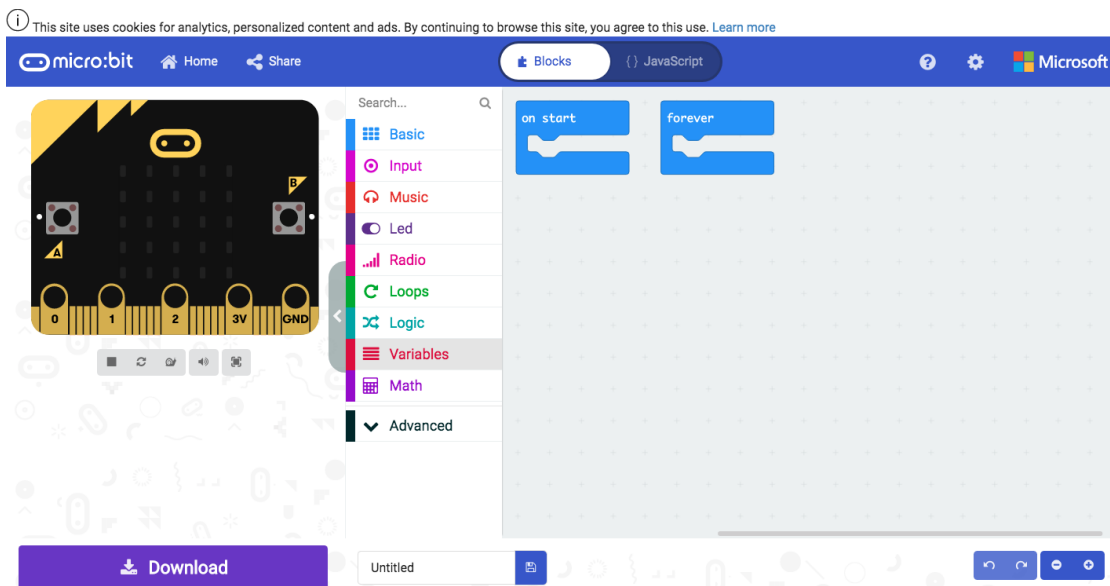 This site uses cookies for analytics, personalized content and ads. By continuing to browse this site, you agree to this use. Learn more
micro:bit Home Share Blocks {} JavaScript ? Microsoft
Search...
Basic
Input
Music
Led
Radio
Loops
Logic
Variables
Math
Advanced
on start
forever
B
A
0 1 2 3V GND
Download
Untitled